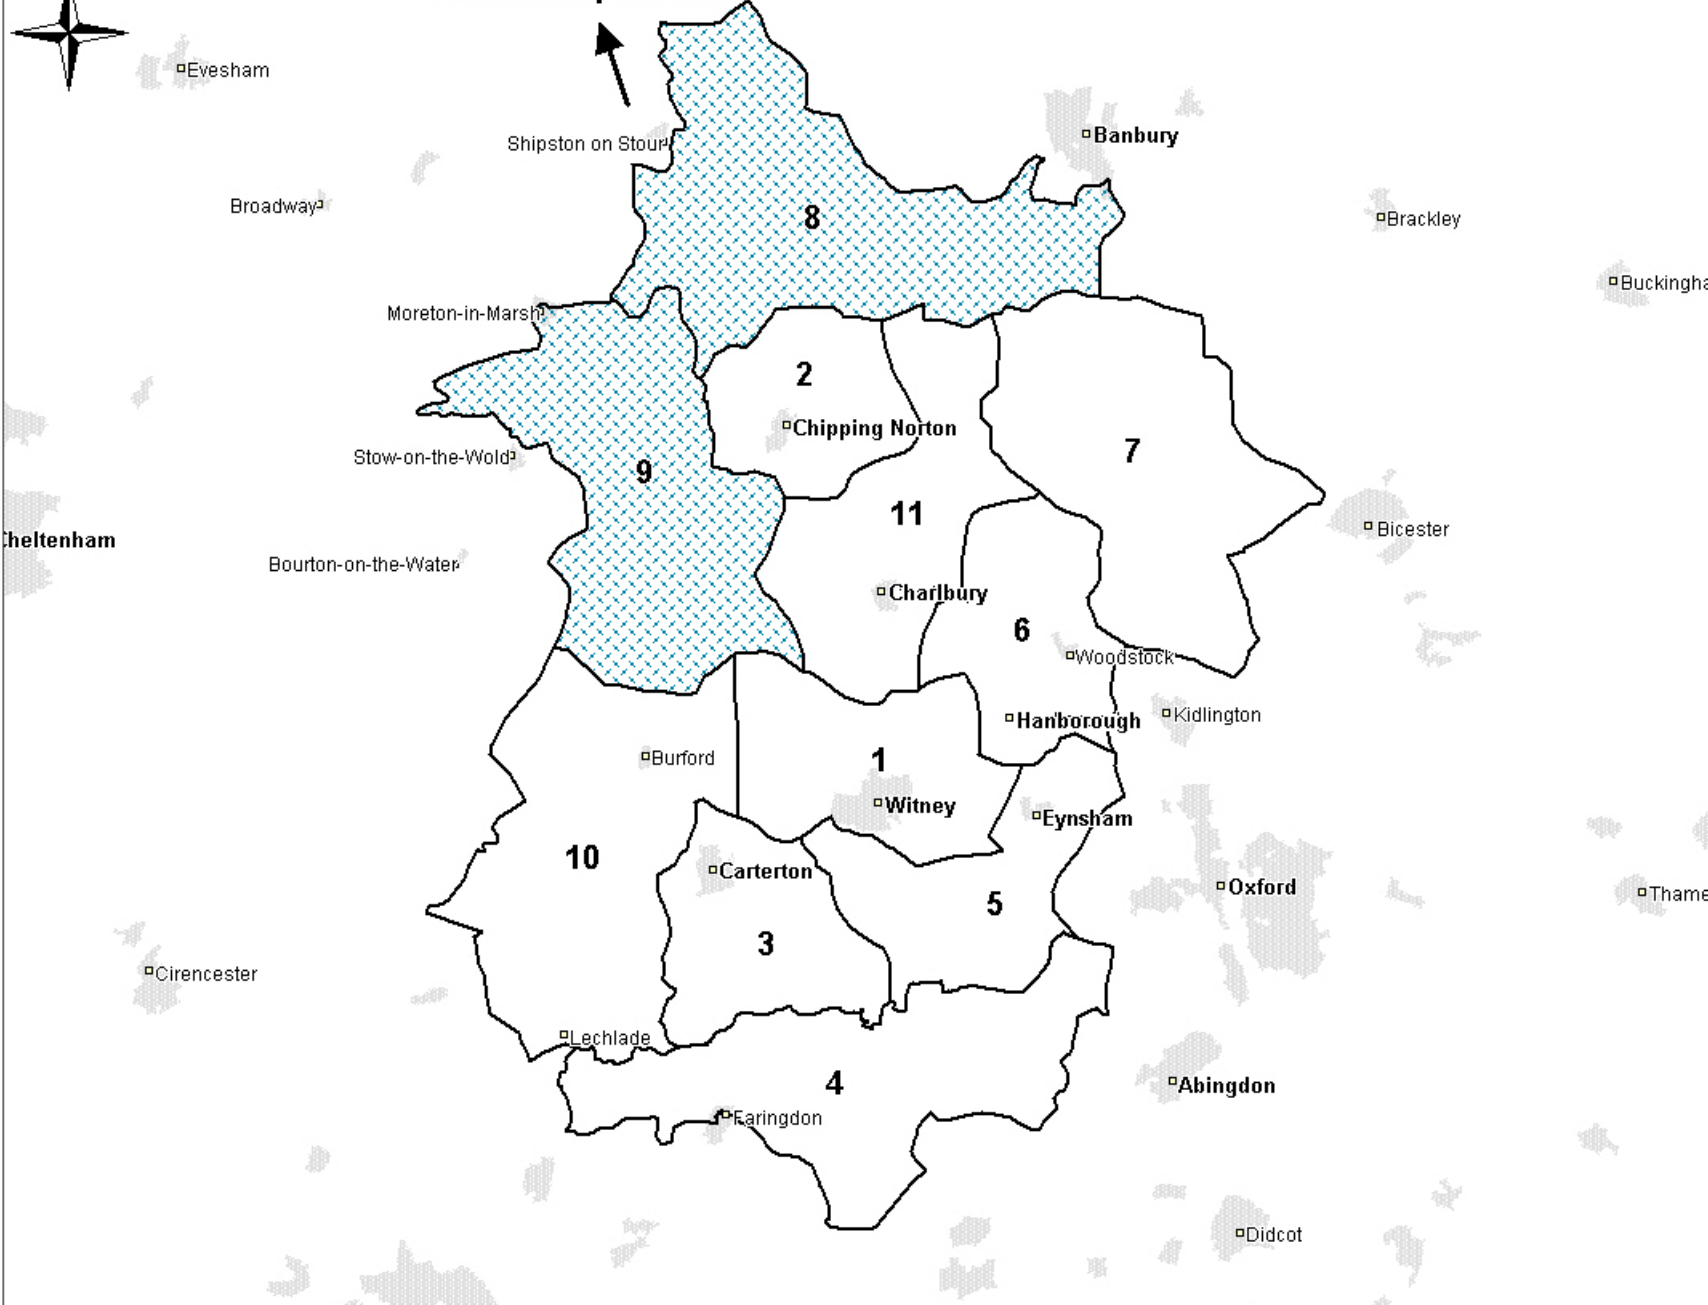 Evesham
Shipston on Stour
Banbury
Broadway
8
Brackley
Buckingha
Moreton-in-Marsh
2
Chipping Norton
7
Stow-on-the-Wold
9
11
Bicester
Cheltenham
Bourton-on-the-Water
Charlbury
6
Woodstock
Hanborough
Kidlington
Burford
1
Witney
Eynsham
10
Carterton
Oxford
Thame
5
3
Cirencester
Lechlade
4
Abingdon
Faringdon
Didcot